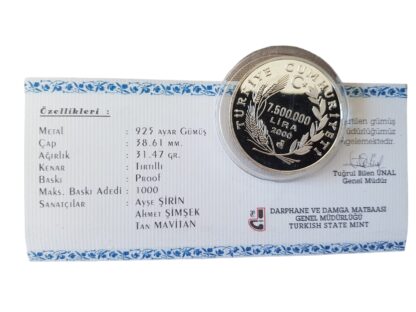 Özellikleri :
Metal : 925 ayar Gümüş
Çap : 38.61 mm.
Ağırlık : 31.47 gr.
Kenar : Tırtıllı
Baskı : Proof
Maks. Baskı Adedi : 1000
Sanatçılar : Ayşe ŞİRİN
Ahmet ŞİMŞEK
Tan MAVİTAN
TÜRKİYE CUMHURİYETİ
7.500.000
LİRA
2000
gümüş
Tuğrul Bilen ÜNAL
Genel Müdür
DARPHANE VE DAMGA MATBAASI
GENEL MÜDÜRLÜĞÜ
TURKISH STATE MINT